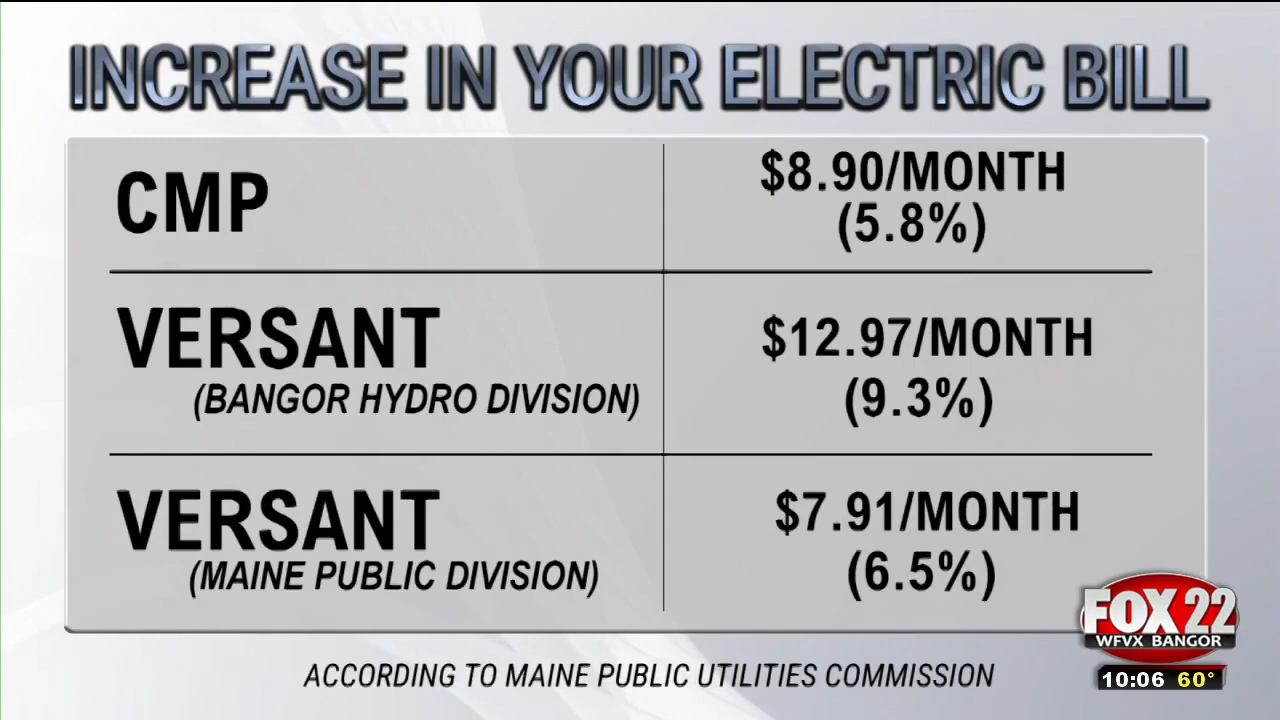 INCREASE IN YOUR ELECTRIC BILL
CMP
$8.90/MONTH
(5.8%)
VERSANT
(BANGOR HYDRO DIVISION)
$12.97/MONTH
(9.3%)
VERSANT
(MAINE PUBLIC DIVISION)
$7.91/MONTH
(6.5%)
FOX 22
WFVX BANGOR
10:06 60°
ACCORDING TO MAINE PUBLIC UTILITIES COMMISSION